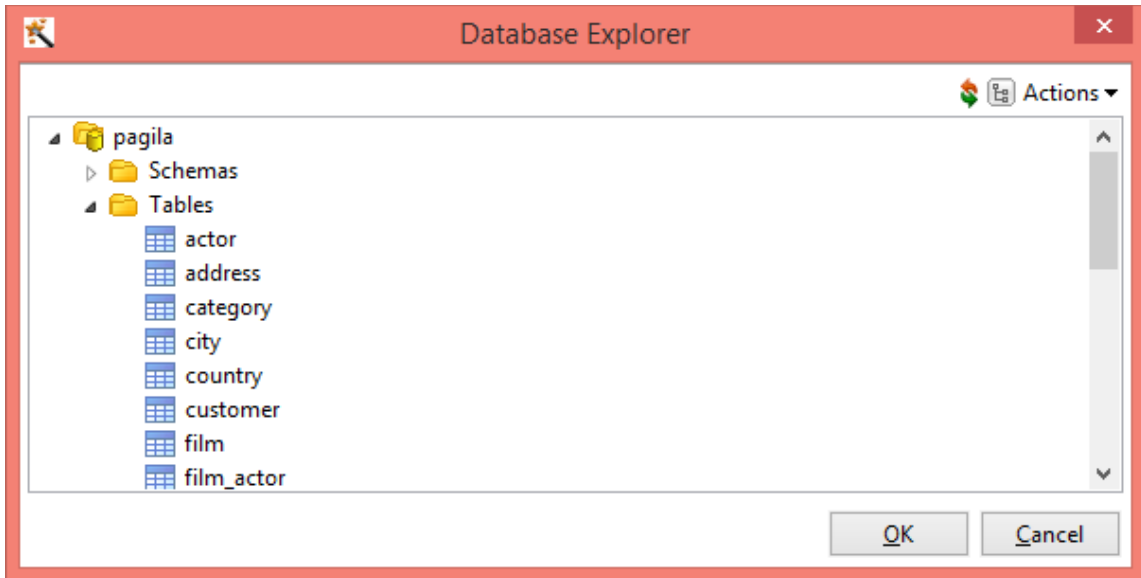 Database Explorer
Actions
pagila
Schemas
Tables
actor
address
category
city
country
customer
film
film_actor
OK Cancel